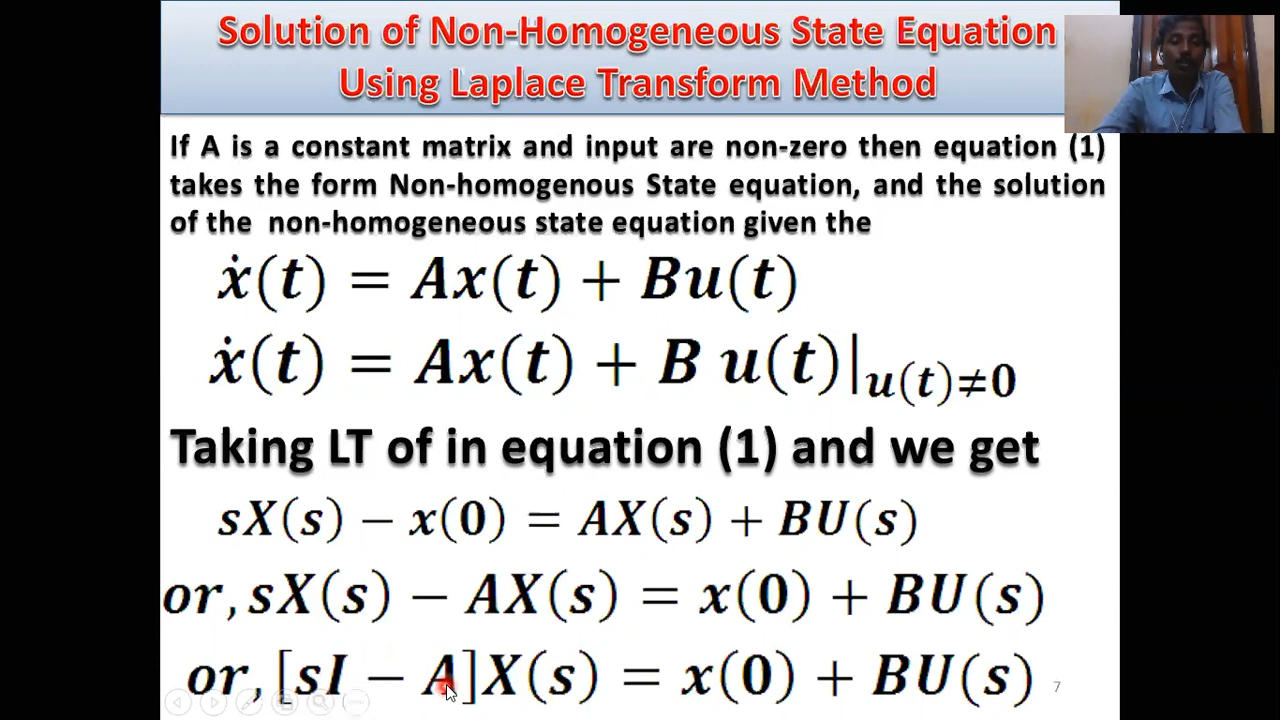 Solution of Non-Homogeneous State Equation
Using Laplace Transform Method
If A is a constant matrix and input are non-zero then equation (1)
takes the form Non-homogenous State equation, and the solution
of the non-homogeneous state equation given the
ẋ(t) = Ax(t) + Bu(t)
ẋ(t) = Ax(t) + B u(t)|u(t)≠0
Taking LT of in equation (1) and we get
sX(s) − x(0) = AX(s) + BU(s)
or, sX(s) − AX(s) = x(0) + BU(s)
or, [sI − A]X(s) = x(0) + BU(s)
7